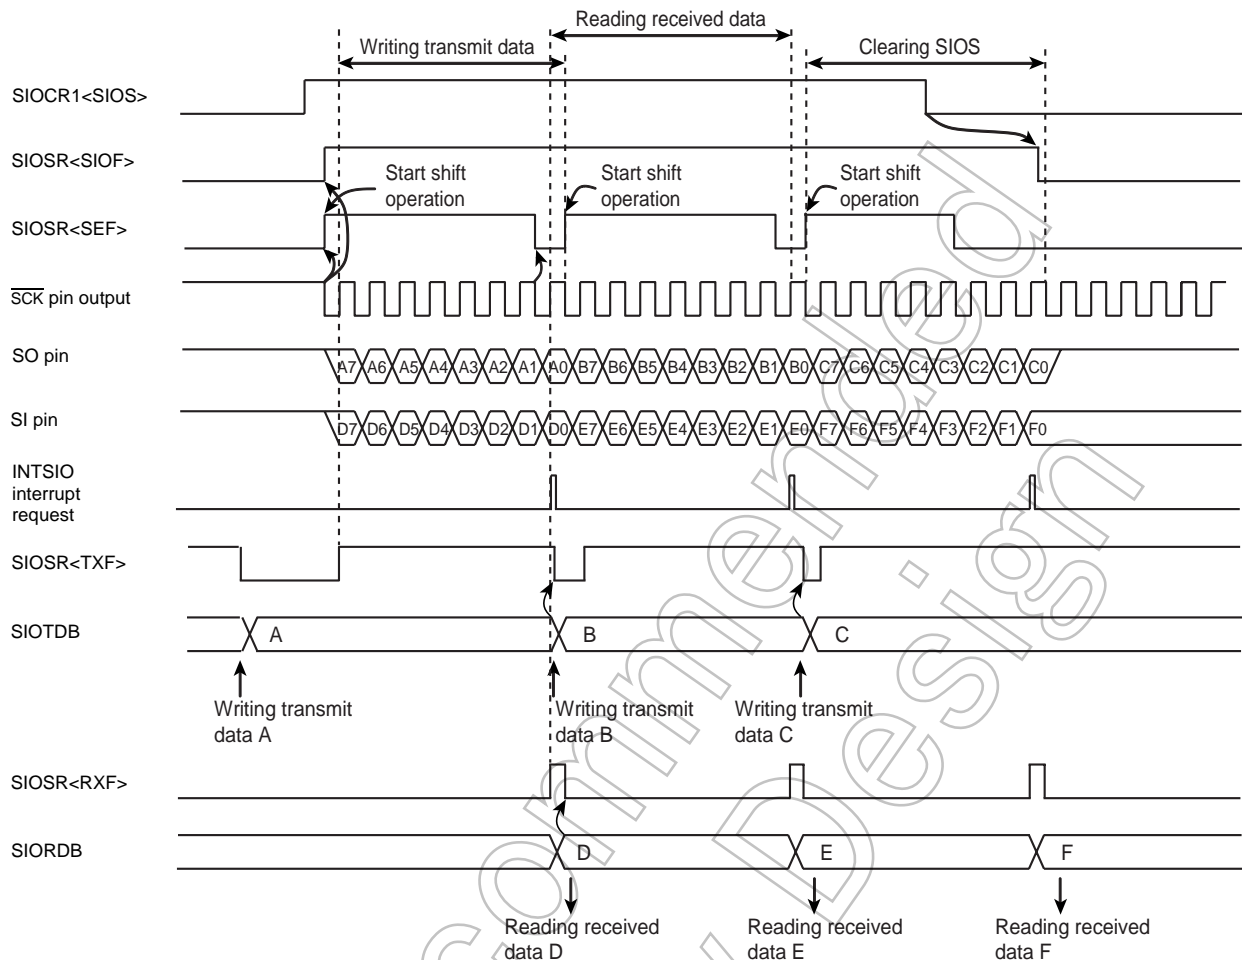 Reading received data
Writing transmit data
Clearing SIOS
SIOCR1<SIOS>
SIOSR<SIOF>
Start shift
operation
Start shift
operation
Start shift
operation
SIOSR<SEF>
SCK pin output
SO pin
A7 A6 A5 A4 A3 A2 A1 A0 B7 B6 B5 B4 B3 B2 B1 B0 C7 C6 C5 C4 C3 C2 C1 C0
SI pin
D7 D6 D5 D4 D3 D2 D1 D0 E7 E6 E5 E4 E3 E2 E1 E0 F7 F6 F5 F4 F3 F2 F1 F0
INTSIO
interrupt
request
SIOSR<TXF>
SIOTDB
A
B
C
Writing transmit
data A
Writing transmit
data B
Writing transmit
data C
SIOSR<RXF>
SIORDB
D
E
F
Reading received
data D
Reading received
data E
Reading received
data F
ommended
Design